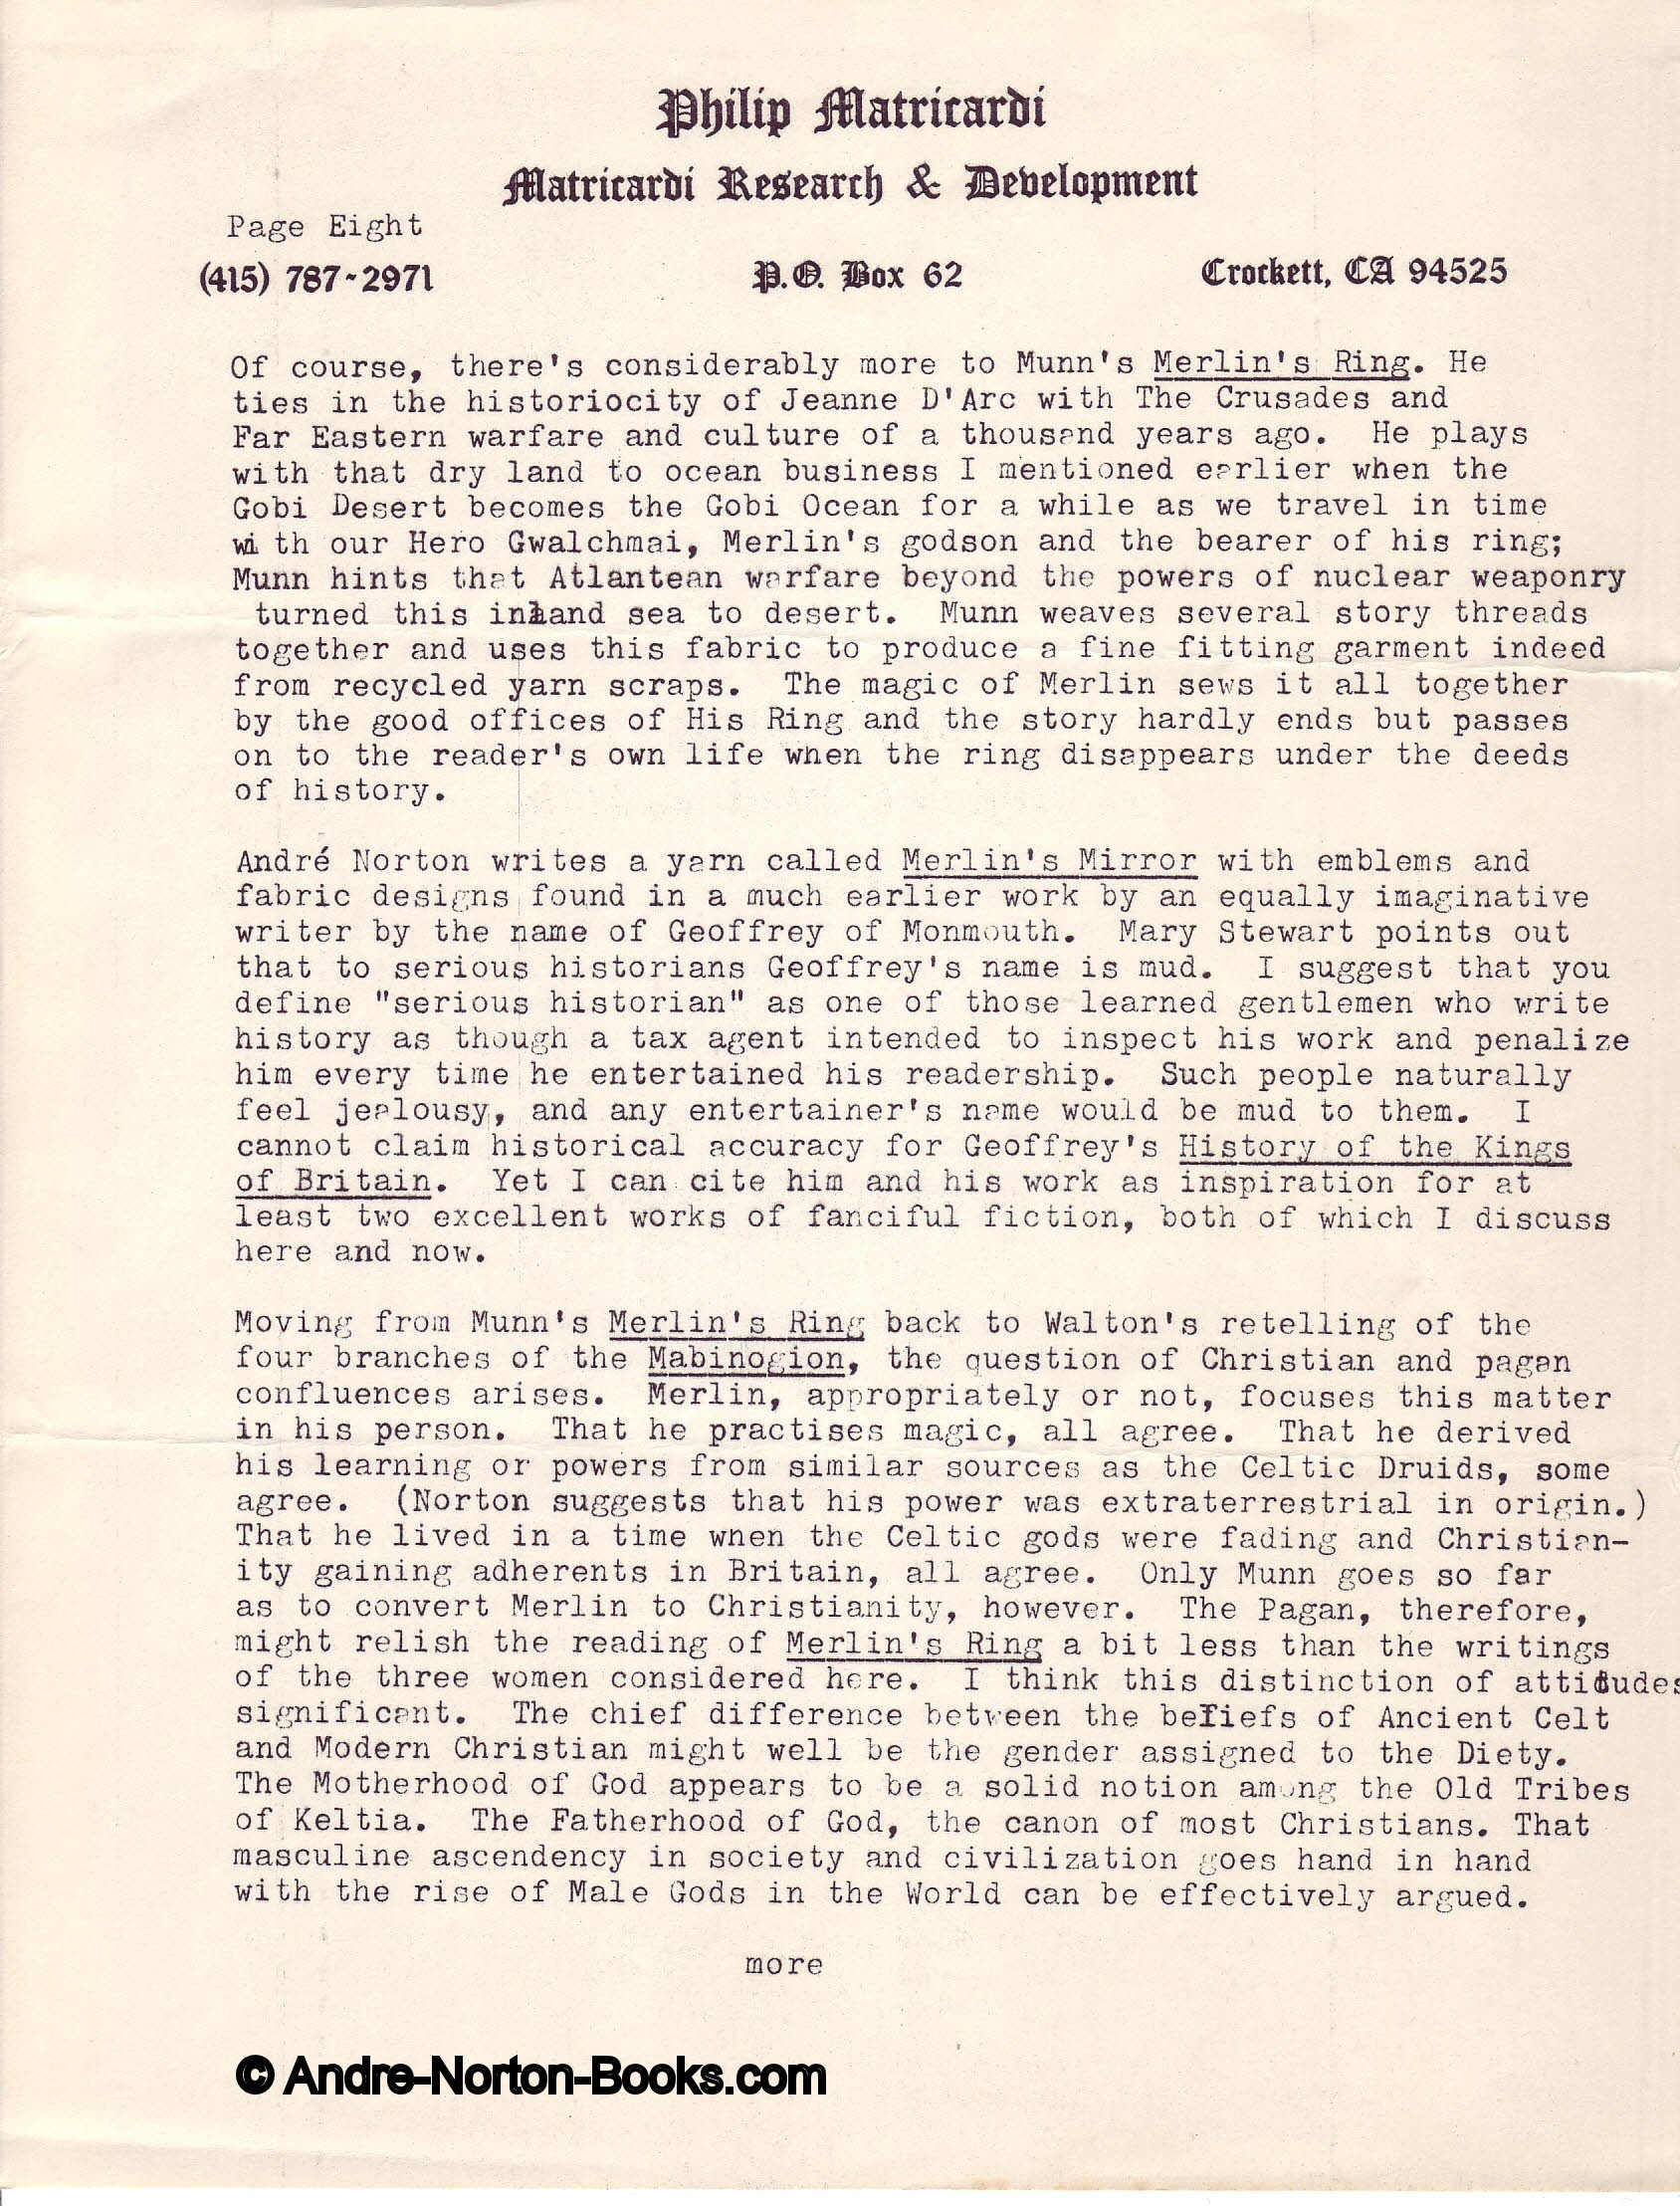 Philip Matricardi
Matricardi Research & Development
Page Eight
(415) 787-2971 P.O. Box 62 Crockett, CA 94525
Of course, there's considerably more to Munn's Merlin's Ring. He
ties in the historiocity of Jeanne D'Arc with The Crusades and
Far Eastern warfare and culture of a thousand years ago. He plays
with that dry land to ocean business I mentioned earlier when the
Gobi Desert becomes the Gobi Ocean for a while as we travel in time
wi th our Hero Gwalchmai, Merlin's godson and the bearer of his ring;
Munn hints that Atlantean warfare beyond the powers of nuclear weaponry
turned this inland sea to desert. Munn weaves several story threads
together and uses this fabric to produce a fine fitting garment indeed
from recycled yarn scraps. The magic of Merlin sews it all together
by the good offices of His Ring and the story hardly ends but passes
on to the reader's own life when the ring disappears under the deeds
of history.
André Norton writes a yarn called Merlin's Mirror with emblems and
fabric designs found in a much earlier work by an equally imaginative
writer by the name of Geoffrey of Monmouth. Mary Stewart points out
that to serious historians Geoffrey's name is mud. I suggest that you
define "serious historian" as one of those learned gentlemen who write
history as though a tax agent intended to inspect his work and penalize
him every time he entertained his readership. Such people naturally
feel jealousy, and any entertainer's name would be mud to them. I
cannot claim historical accuracy for Geoffrey's History of the Kings
of Britain. Yet I can cite him and his work as inspiration for at
least two excellent works of fanciful fiction, both of which I discuss
here and now.
Moving from Munn's Merlin's Ring back to Walton's retelling of the
four branches of the Mabinogion, the question of Christian and pagan
confluences arises. Merlin, appropriately or not, focuses this matter
in his person. That he practises magic, all agree. That he derived
his learning or powers from similar sources as the Celtic Druids, some
agree. (Norton suggests that his power was extraterrestrial in origin.)
That he lived in a time wnen the Celtic gods were fading and Christian-
ity gaining adherents in Britain, all agree. Only Munn goes so far
as to convert Merlin to Christianity, however. The Pagan, therefore,
might relish the reading of Merlin's Ring a bit less than the writings
of the three women considered here. I think this distinction of attitudes
significant. The chief difference between the beliefs of Ancient Celt
and Modern Christian might well be the gender assigned to the Diety.
The Motherhood of God appears to be a solid notion among the Old Tribes
of Keltia. The Fatherhood of God, the canon of most Christians. That
masculine ascendency in society and civilization goes hand in hand
with the rise of Male Gods in the World can be effectively argued.
more
© Andre-Norton-Books.com